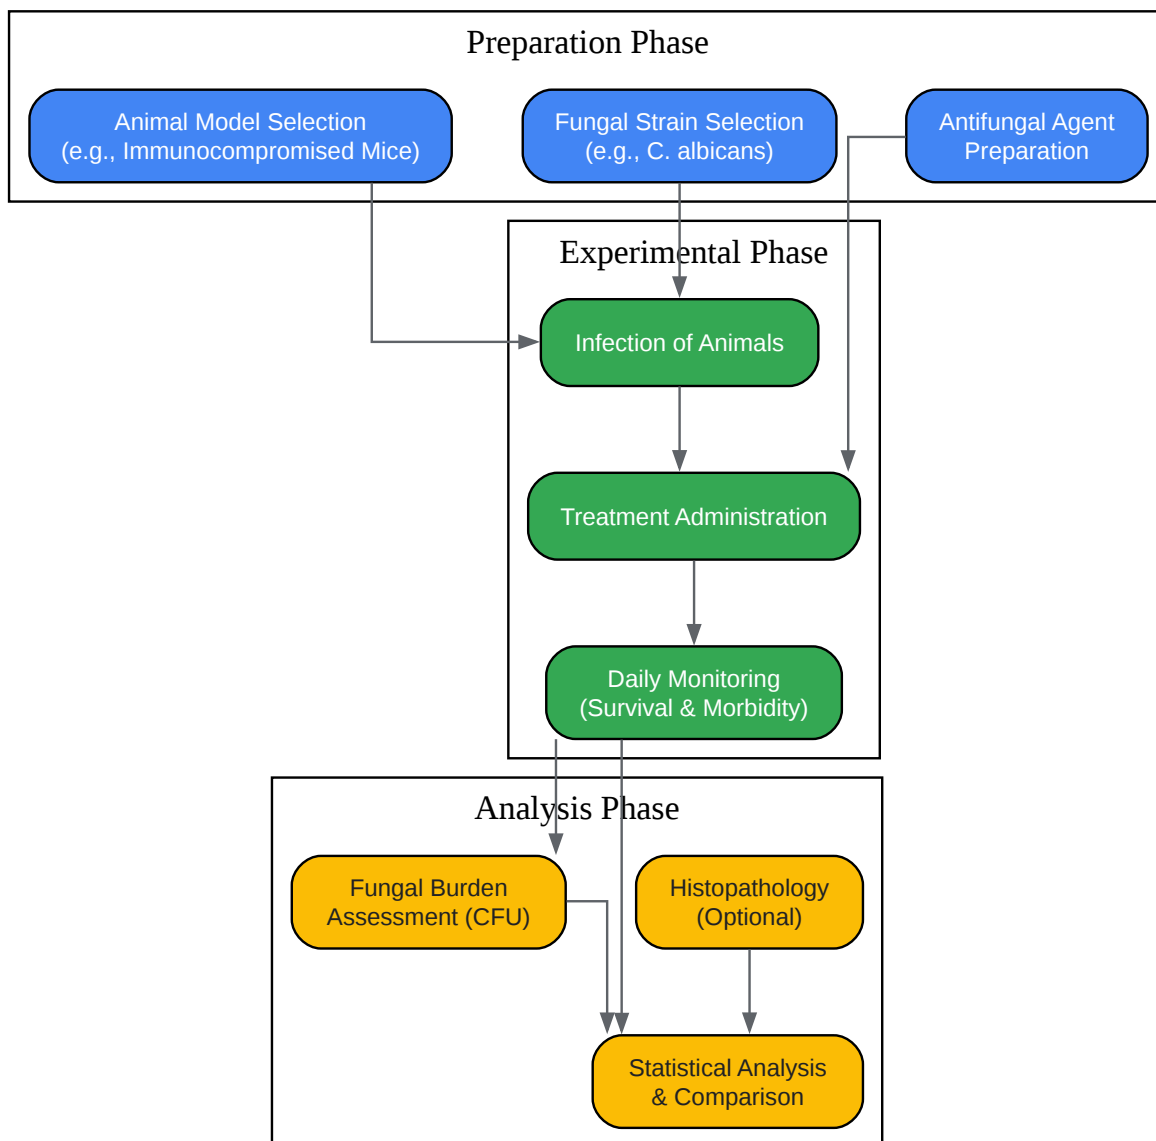 Preparation Phase
Animal Model Selection
(e.g., Immunocompromised Mice)
Fungal Strain Selection
(e.g., C. albicans)
Antifungal Agent
Preparation
Experimental Phase
Infection of Animals
Treatment Administration
Daily Monitoring
(Survival & Morbidity)
Analysis Phase
Fungal Burden
Assessment (CFU)
Histopathology
(Optional)
Statistical Analysis
& Comparison